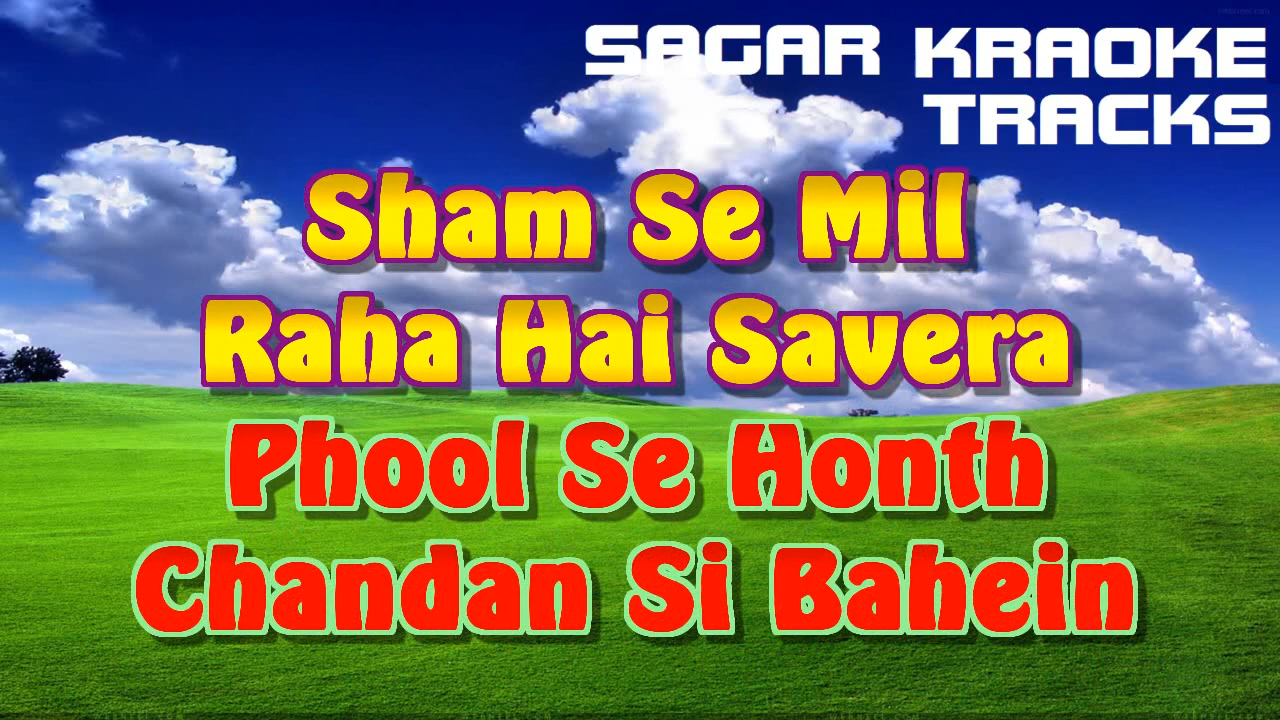 SAGAR KRAOKE
TRACKS
Sham Se Mil
Raha Hai Savera
Phool Se Honth
Chandan Si Bahein